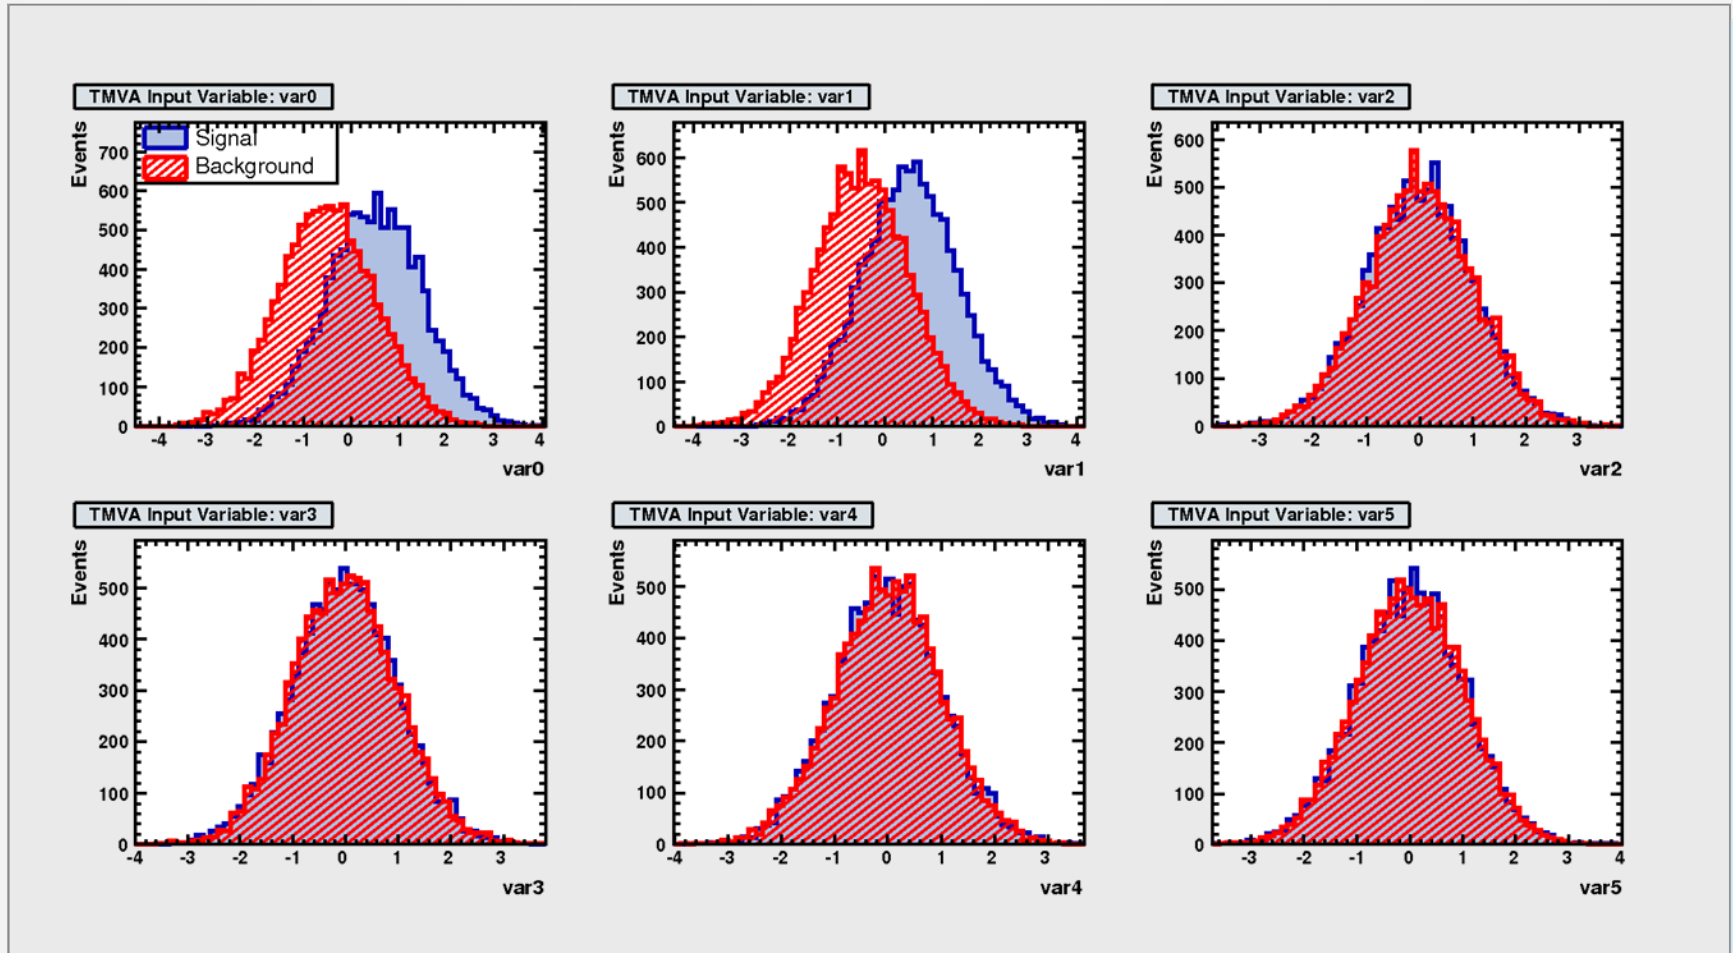 TMVA Input Variable: var0
Events
Signal
Background
700
600
500
400
300
200
100
0
-4 -3 -2 -1 0 1 2 3 4
var0
TMVA Input Variable: var1
Events
600
500
400
300
200
100
0
-4 -3 -2 -1 0 1 2 3 4
var1
TMVA Input Variable: var2
Events
600
500
400
300
200
100
0
-3 -2 -1 0 1 2 3
var2
TMVA Input Variable: var3
Events
500
400
300
200
100
0
-4 -3 -2 -1 0 1 2 3
var3
TMVA Input Variable: var4
Events
500
400
300
200
100
0
-4 -3 -2 -1 0 1 2 3
var4
TMVA Input Variable: var5
Events
500
400
300
200
100
0
-3 -2 -1 0 1 2 3 4
var5